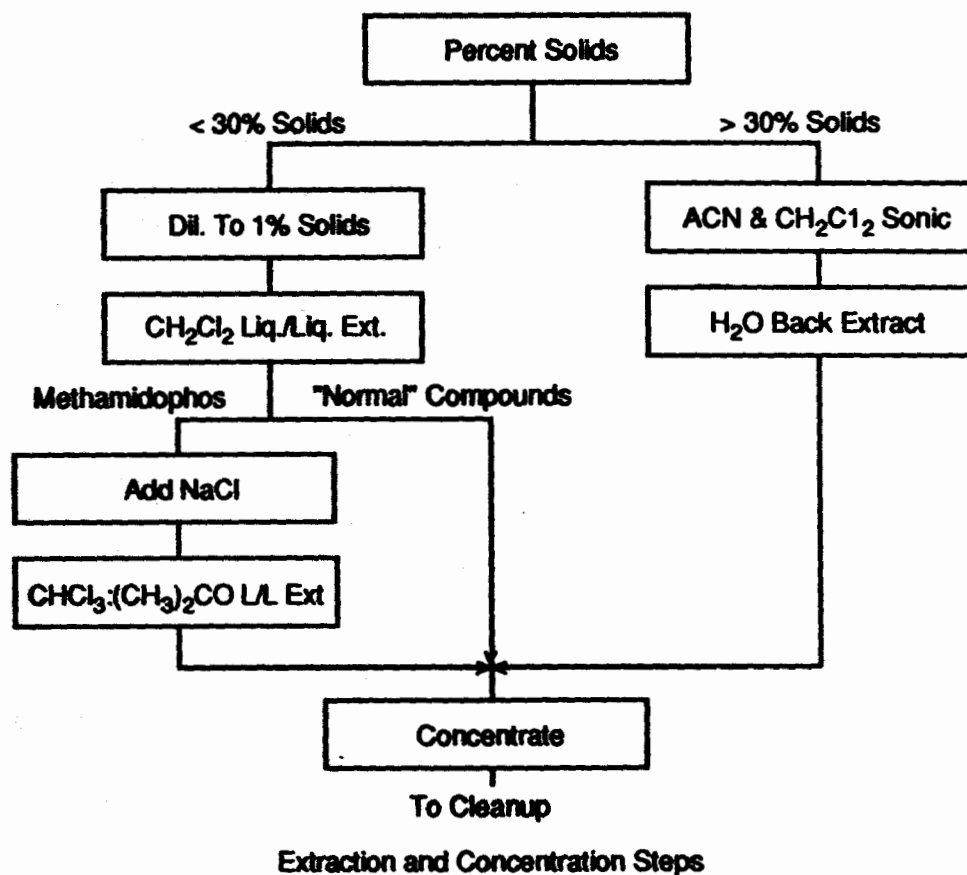 Percent Solids
< 30% Solids
> 30% Solids
Dil. To 1% Solids
ACN & CH₂C1₂ Sonic
CH₂Cl₂ Liq./Liq. Ext.
H₂O Back Extract
Methamidophos
"Normal" Compounds
Add NaCl
CHCl₃:(CH₃)₂CO L/L Ext
Concentrate
To Cleanup
Extraction and Concentration Steps